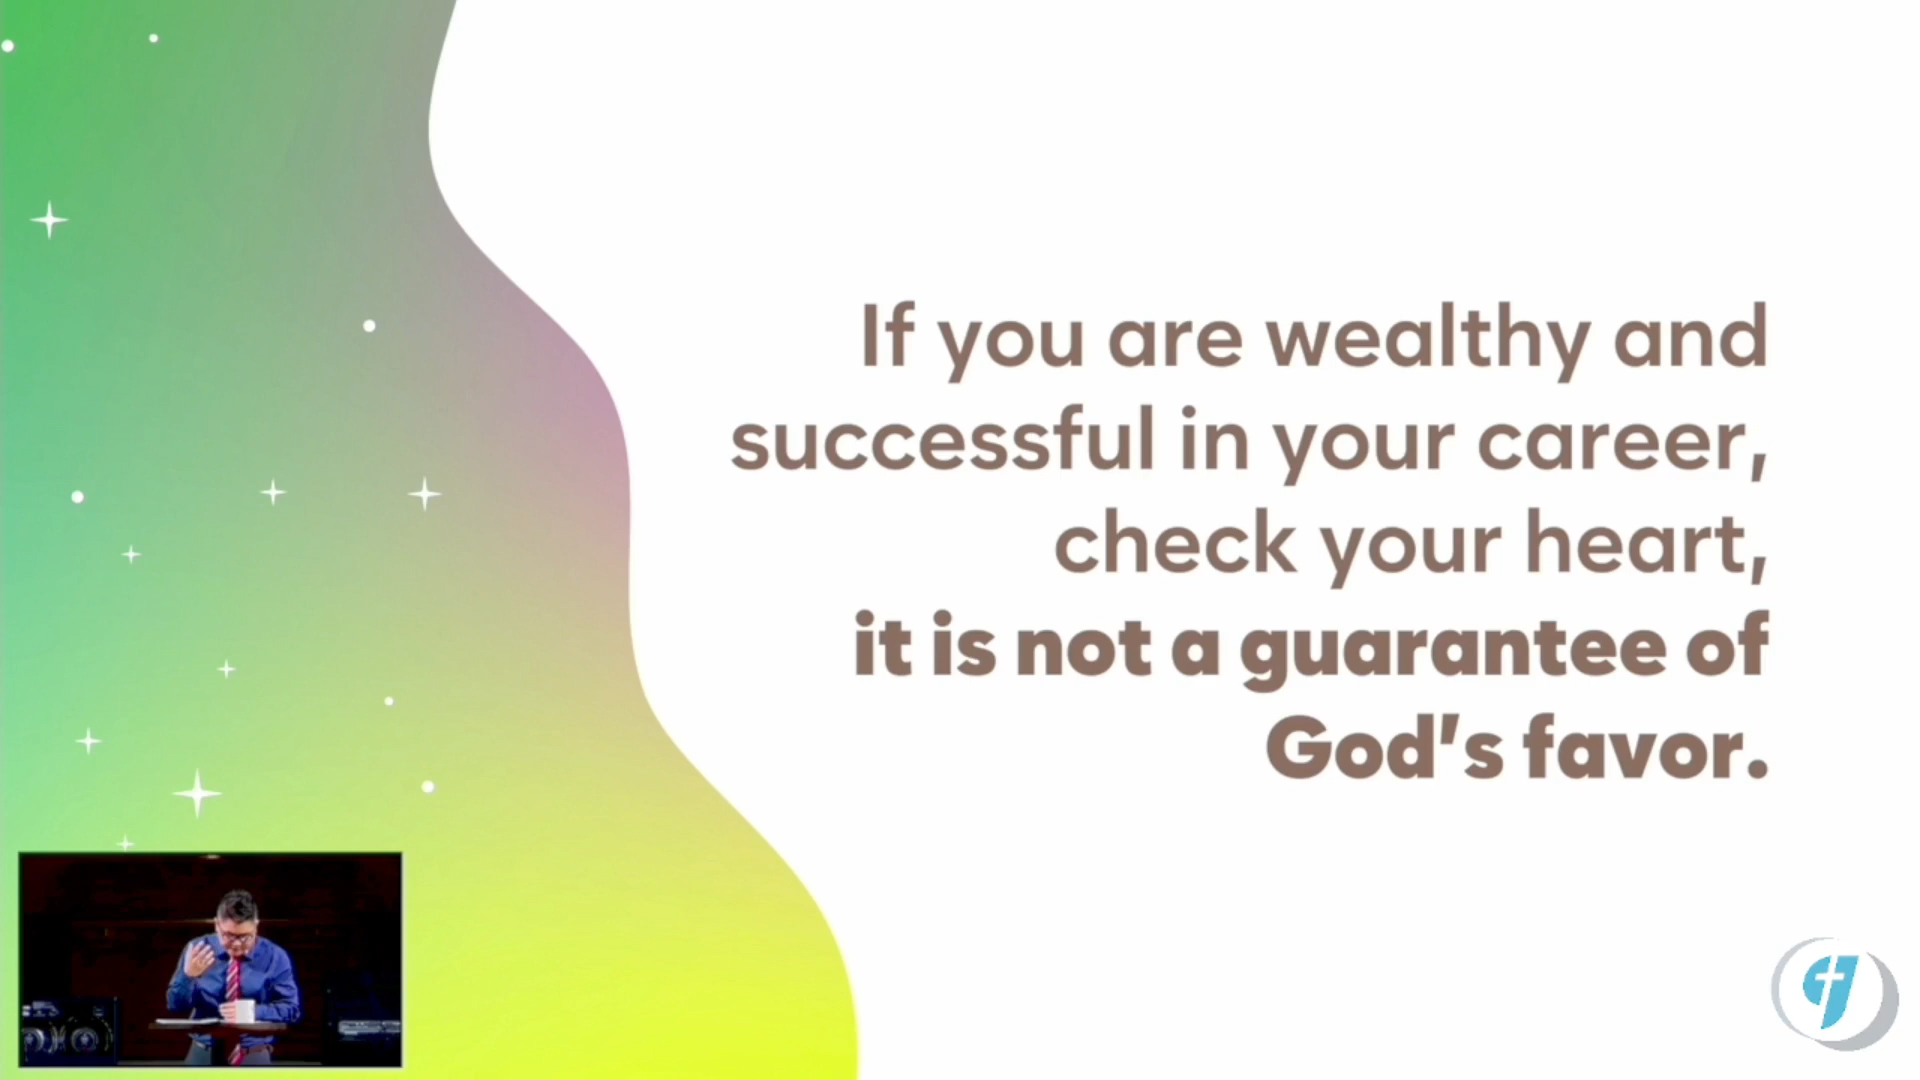 If you are wealthy and
successful in your career,
check your heart,
it is not a guarantee of
God's favor.